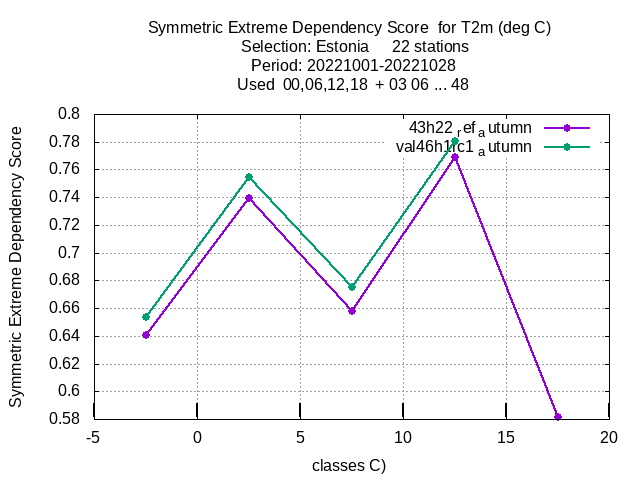 Symmetric Extreme Dependency Score for T2m (deg C)
Selection: Estonia 22 stations
Period: 20221001-20221028
Used 00,06,12,18 + 03 06 ... 48
43h22 ref a utumn
val46h1rc1 a utumn
0.8
0.78
0.76
0.74
0.72
0.7
0.68
0.66
0.64
0.62
0.6
0.58
Symmetric Extreme Dependency Score
-5 0 5 10 15 20
classes C)